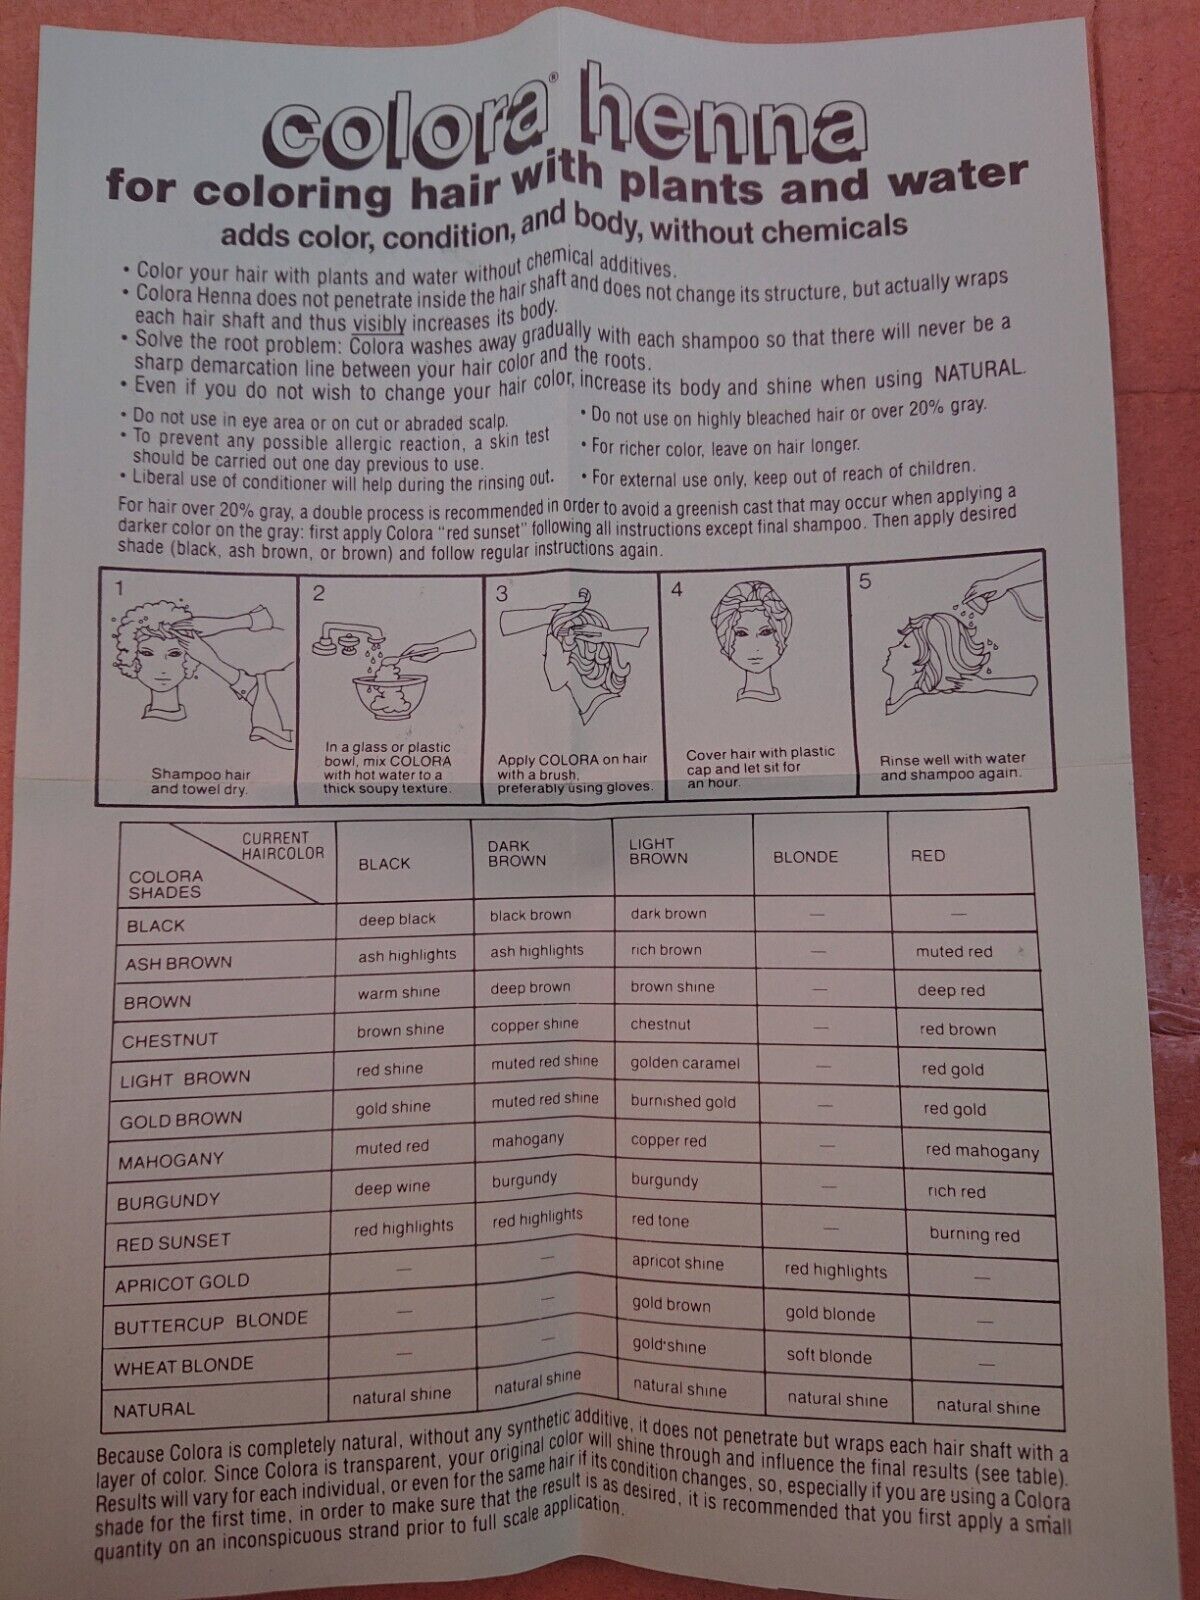 colora® henna
for coloring hair with plants and water
adds color, condition, and body, without chemicals
• Color your hair with plants and water without chemical additives.
• Colora Henna does not penetrate inside the hair shaft and does not change its structure, but actually wraps
each hair shaft and thus visibly increases its body.
• Solve the root problem: Colora washes away gradually with each shampoo so that there will never be a
sharp demarcation line between your hair color and the roots.
• Even if you do not wish to change your hair color, increase its body and shine when using NATURAL.
• Do not use in eye area or on cut or abraded scalp.
• To prevent any possible allergic reaction, a skin test
should be carried out one day previous to use.
• Liberal use of conditioner will help during the rinsing out.
• Do not use on highly bleached hair or over 20% gray.
• For richer color, leave on hair longer.
• For external use only, keep out of reach of children.
For hair over 20% gray, a double process is recommended in order to avoid a greenish cast that may occur when applying a
darker color on the gray: first apply Colora "red sunset" following all instructions except final shampoo. Then apply desired
shade (black, ash brown, or brown) and follow regular instructions again.
1
Shampoo hair
and towel dry.
2
In a glass or plastic
bowl, mix COLORA
with hot water to a
thick soupy texture.
3
Apply COLORA on hair
with a brush,
preferably using gloves.
4
Cover hair with plastic
cap and let sit for
an hour.
5
Rinse well with water
and shampoo again.
CURRENT HAIRCOLOR
COLORA SHADES
BLACK DARK BROWN LIGHT BROWN BLONDE RED
BLACK deep black black brown dark brown — —
ASH BROWN ash highlights ash highlights rich brown — muted red
BROWN warm shine deep brown brown shine — deep red
CHESTNUT brown shine copper shine chestnut — red brown
LIGHT BROWN red shine muted red shine golden caramel — red gold
GOLD BROWN gold shine muted red shine burnished gold — red gold
MAHOGANY muted red mahogany copper red — red mahogany
BURGUNDY deep wine burgundy burgundy — rich red
RED SUNSET red highlights red highlights red tone — burning red
APRICOT GOLD — — apricot shine red highlights —
BUTTERCUP BLONDE — — gold brown gold blonde —
WHEAT BLONDE — — gold shine soft blonde —
NATURAL natural shine natural shine natural shine natural shine natural shine
Because Colora is completely natural, without any synthetic additive, it does not penetrate but wraps each hair shaft with a
layer of color. Since Colora is transparent, your original color will shine through and influence the final results (see table).
Results will vary for each individual, or even for the same hair if its condition changes, so, especially if you are using a Colora
shade for the first time, in order to make sure that the result is as desired, it is recommended that you first apply a small
quantity on an inconspicuous strand prior to full scale application.